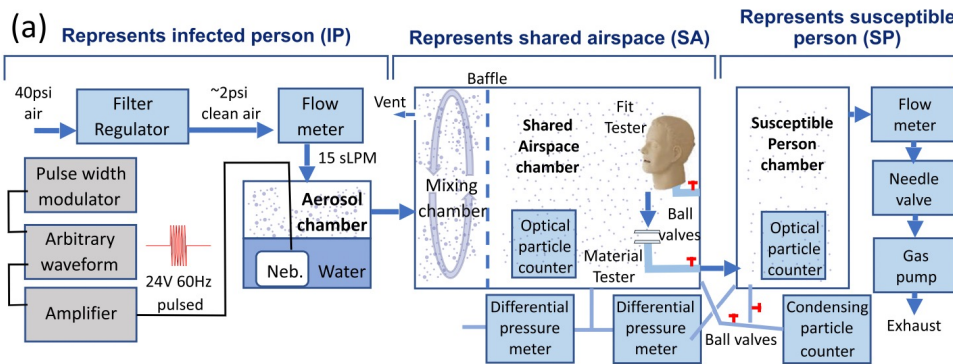 (a)
Represents infected person (IP)
Represents shared airspace (SA)
Represents susceptible
person (SP)
40psi
air
Filter
Regulator
~2psi
clean air
Flow
meter
15 sLPM
Pulse width
modulator
Arbitrary
waveform
Amplifier
24V 60Hz
pulsed
Aerosol
chamber
Neb.
Water
Vent
Baffle
Mixing
chamber
Shared
Airspace
chamber
Optical
particle
counter
Fit
Tester
Ball
valves
Material
Tester
Differential
pressure
meter
Differential
pressure
meter
Susceptible
Person
chamber
Optical
particle
counter
Ball valves
Condensing
particle
counter
Flow
meter
Needle
valve
Gas
pump
Exhaust